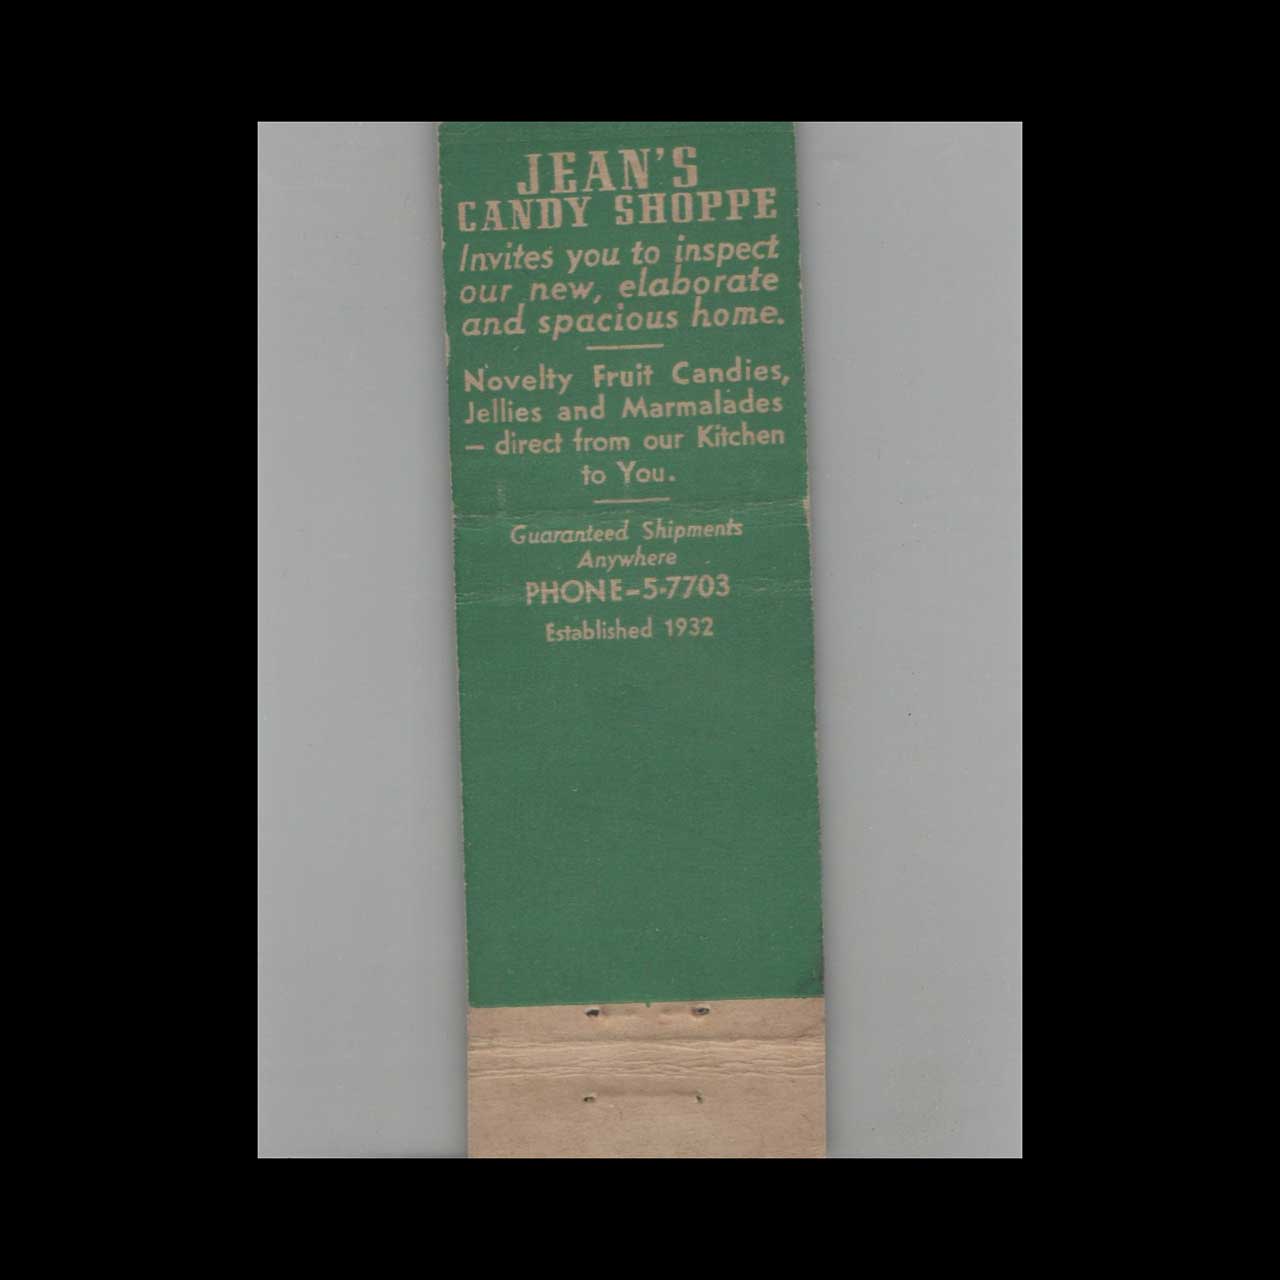 JEAN'S
CANDY SHOPPE
Invites you to inspect
our new, elaborate
and spacious home.
Novelty Fruit Candies,
Jellies and Marmalades
– direct from our Kitchen
to You.
Guaranteed Shipments
Anywhere
PHONE–5-7703
Established 1932